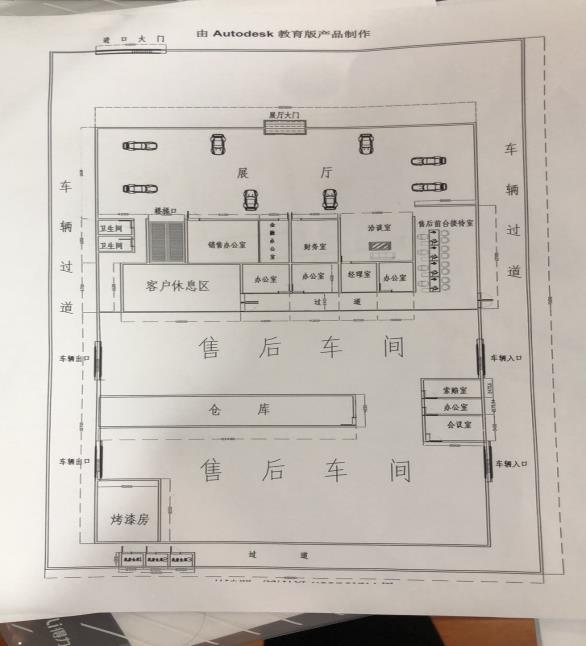 由 Autodesk 教育版产品制作
进 口 大 门
展厅大门
展 厅
车辆过道
车辆过道
楼梯口
卫生间
卫生间
销售办公室
财务室
洽谈室
售后前台接待室
客户休息区
办公室
办公室
经理室
办公室
过 道
售 后 车 间
车辆出口
车辆入口
索赔室
仓 库
办公室
会议室
售 后 车 间
车辆出口
车辆入口
烤漆房
过 道